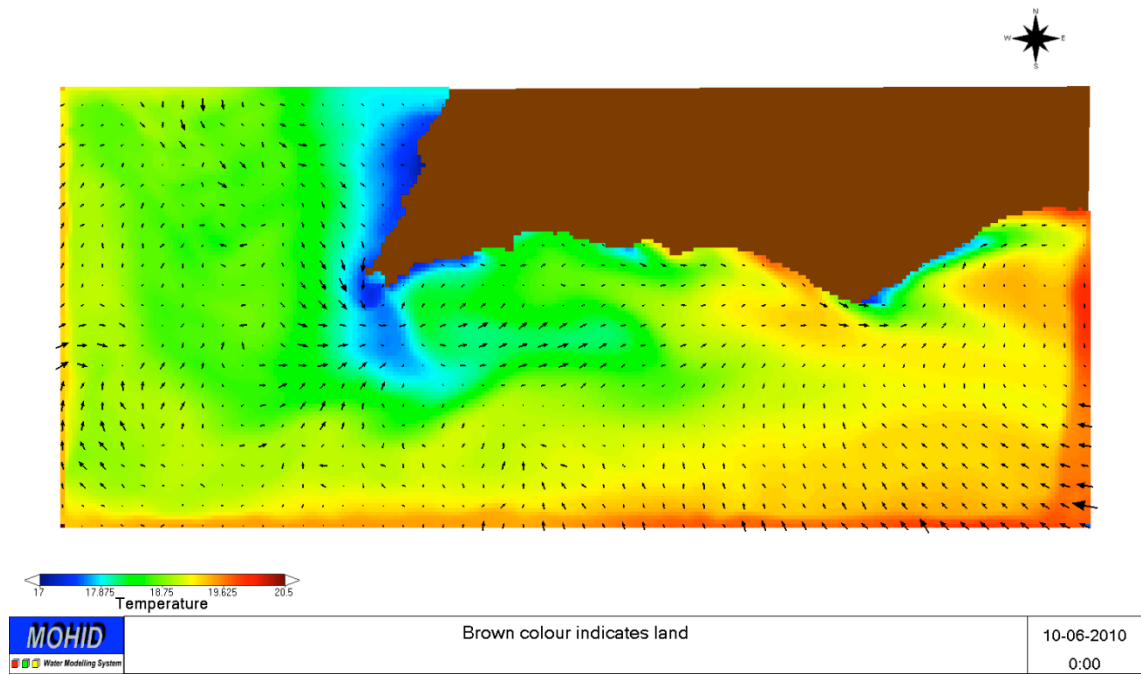 N
W E
S
17 17.875 18.75 19.625 20.5
Temperature
MOHID
Water Modelling System
Brown colour indicates land
10-06-2010
0:00